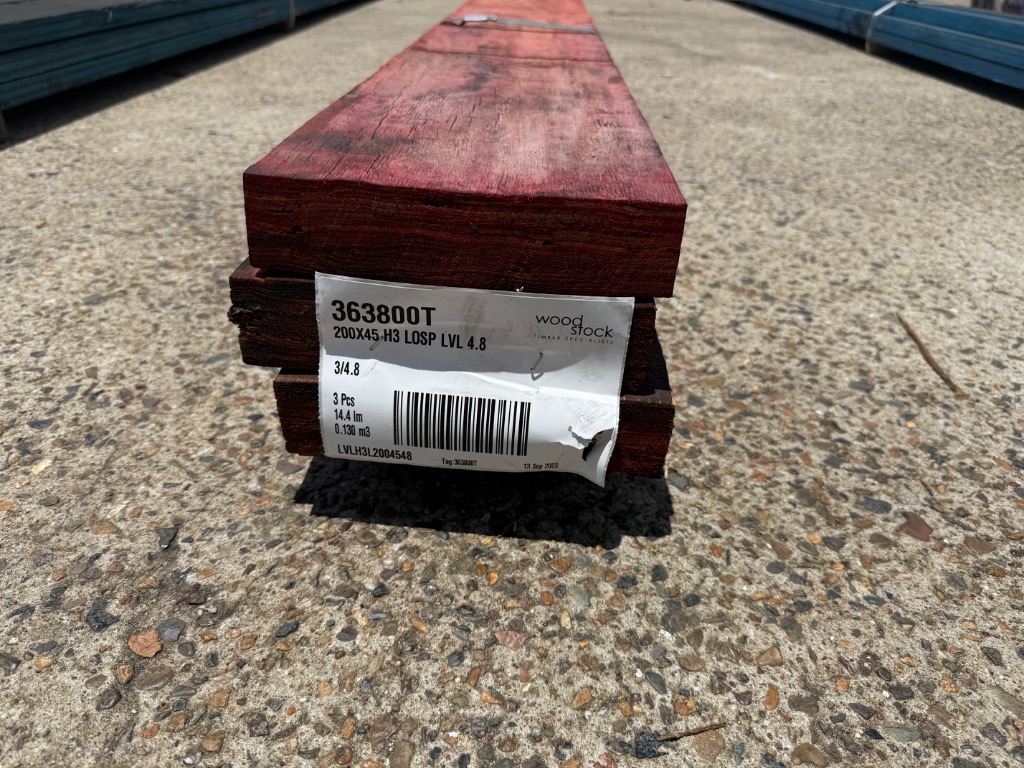 363800T
wood
stock
TIMBER SPECIALISTS
200X45 H3 LOSP LVL 4.8
3/4.8
3 Pcs
14.4 lm
0.130 m3
LVLH3L2004548
Tag:363800T
13 Sep 2023